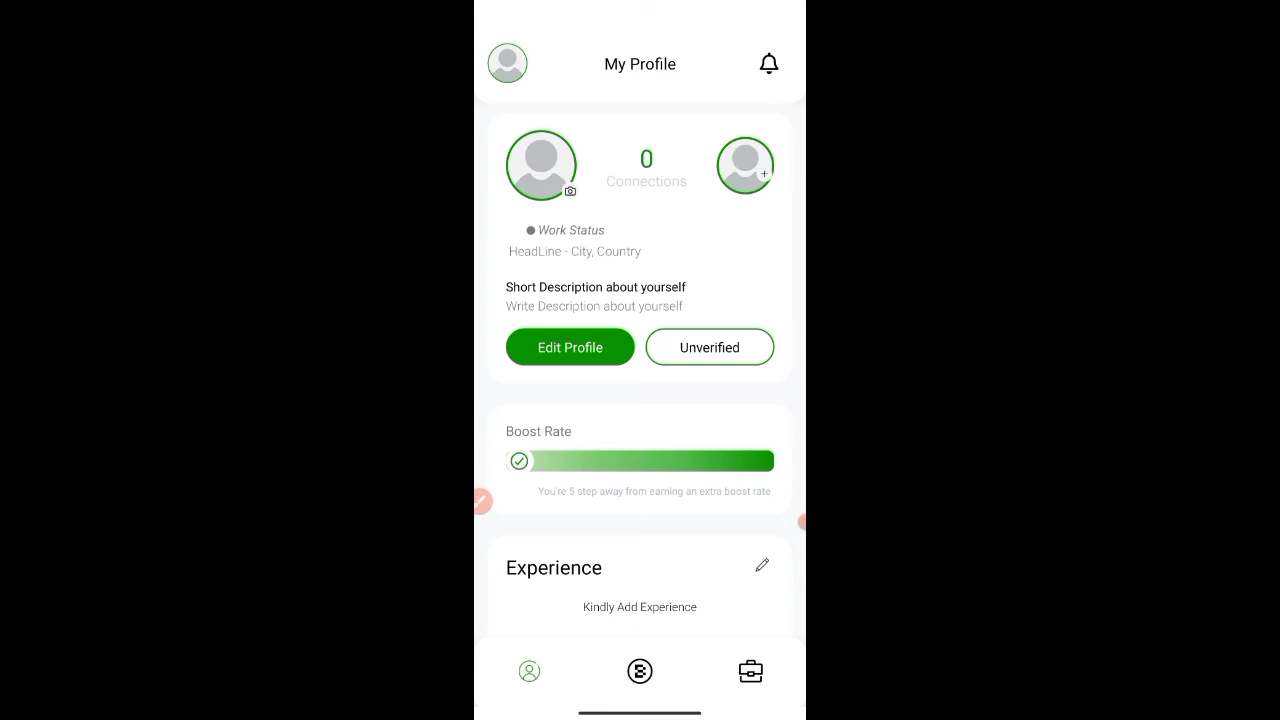 My Profile
0
Connections
Work Status
HeadLine - City, Country
Short Description about yourself
Write Description about yourself
Edit Profile
Unverified
Boost Rate
You're 5 step away from earning an extra boost rate
Experience
Kindly Add Experience